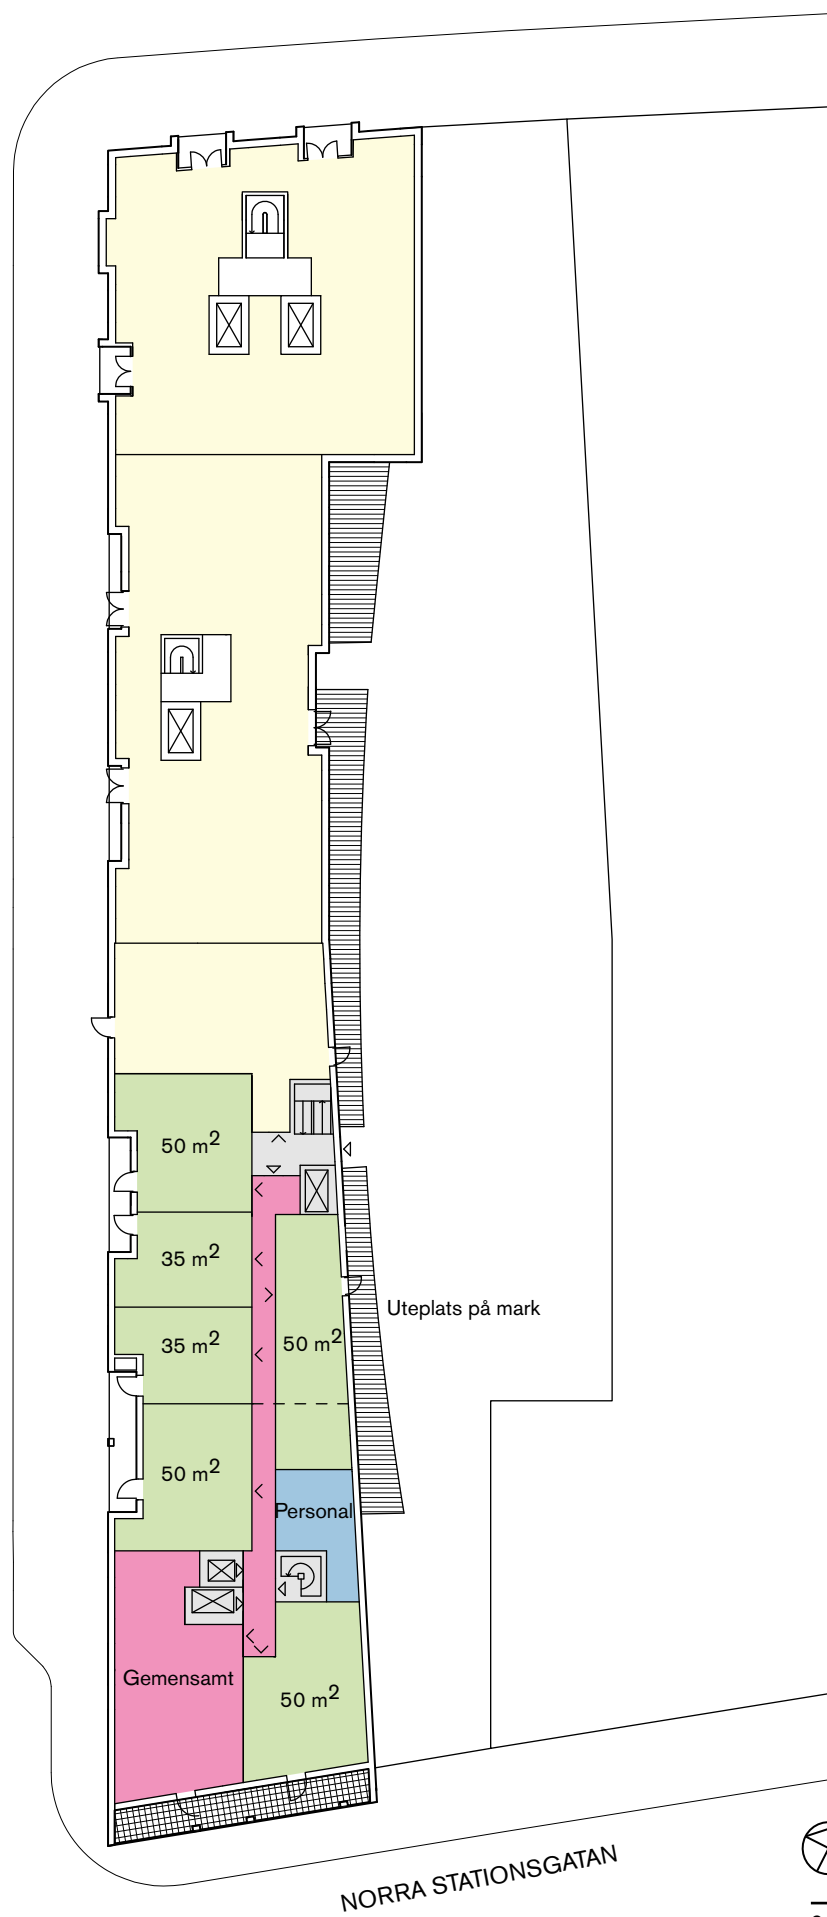 50 m²
35 m²
Uteplats på mark
35 m²
50 m²
50 m²
Personal
Gemensamt
50 m²
NORRA STATIONSGATAN